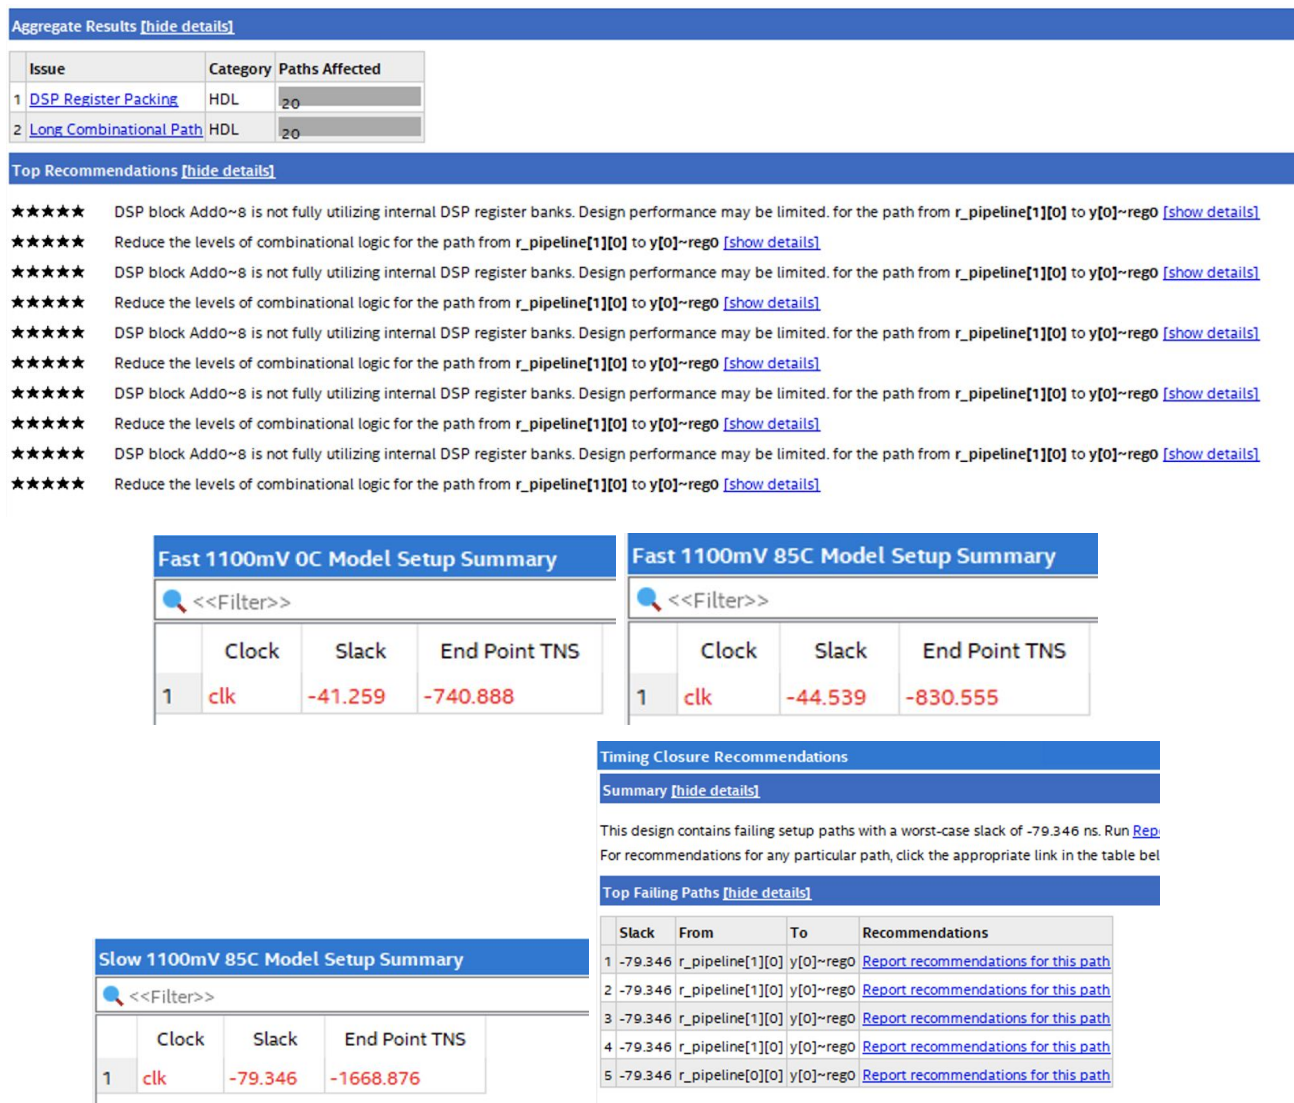 Aggregate Results [hide details]
Issue Category Paths Affected
1 DSP Register Packing HDL 20
2 Long Combinational Path HDL 20
Top Recommendations [hide details]
★★★★★ DSP block Add0~8 is not fully utilizing internal DSP register banks. Design performance may be limited. for the path from r_pipeline[1][0] to y[0]~reg0 [show details]
★★★★★ Reduce the levels of combinational logic for the path from r_pipeline[1][0] to y[0]~reg0 [show details]
★★★★★ DSP block Add0~8 is not fully utilizing internal DSP register banks. Design performance may be limited. for the path from r_pipeline[1][0] to y[0]~reg0 [show details]
★★★★★ Reduce the levels of combinational logic for the path from r_pipeline[1][0] to y[0]~reg0 [show details]
★★★★★ DSP block Add0~8 is not fully utilizing internal DSP register banks. Design performance may be limited. for the path from r_pipeline[1][0] to y[0]~reg0 [show details]
★★★★★ Reduce the levels of combinational logic for the path from r_pipeline[1][0] to y[0]~reg0 [show details]
★★★★★ DSP block Add0~8 is not fully utilizing internal DSP register banks. Design performance may be limited. for the path from r_pipeline[1][0] to y[0]~reg0 [show details]
★★★★★ Reduce the levels of combinational logic for the path from r_pipeline[1][0] to y[0]~reg0 [show details]
★★★★★ DSP block Add0~8 is not fully utilizing internal DSP register banks. Design performance may be limited. for the path from r_pipeline[1][0] to y[0]~reg0 [show details]
★★★★★ Reduce the levels of combinational logic for the path from r_pipeline[1][0] to y[0]~reg0 [show details]
Fast 1100mV 0C Model Setup Summary
<<Filter>>
Clock Slack End Point TNS
1 clk -41.259 -740.888
Fast 1100mV 85C Model Setup Summary
<<Filter>>
Clock Slack End Point TNS
1 clk -44.539 -830.555
Slow 1100mV 85C Model Setup Summary
<<Filter>>
Clock Slack End Point TNS
1 clk -79.346 -1668.876
Timing Closure Recommendations
Summary [hide details]
This design contains failing setup paths with a worst-case slack of -79.346 ns. Run Repo
For recommendations for any particular path, click the appropriate link in the table bel
Top Failing Paths [hide details]
Slack From To Recommendations
1 -79.346 r_pipeline[1][0] y[0]~reg0 Report recommendations for this path
2 -79.346 r_pipeline[1][0] y[0]~reg0 Report recommendations for this path
3 -79.346 r_pipeline[1][0] y[0]~reg0 Report recommendations for this path
4 -79.346 r_pipeline[1][0] y[0]~reg0 Report recommendations for this path
5 -79.346 r_pipeline[0][0] y[0]~reg0 Report recommendations for this path